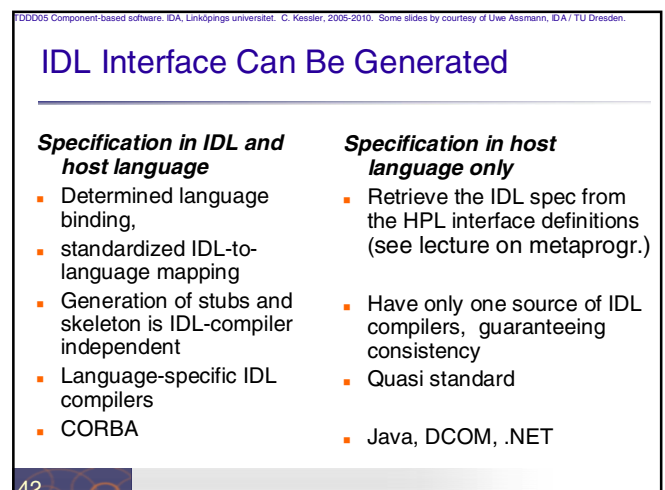 TDDD05 Component-based software. IDA, Linköpings universitet. C. Kessler, 2005-2010. Some slides by courtesy of Uwe Assmann, IDA / TU Dresden.
IDL Interface Can Be Generated
Specification in IDL and
host language
Determined language
binding,
standardized IDL-to-
language mapping
Generation of stubs and
skeleton is IDL-compiler
independent
Language-specific IDL
compilers
CORBA
Specification in host
language only
Retrieve the IDL spec from
the HPL interface definitions
(see lecture on metaprogr.)
Have only one source of IDL
compilers, guaranteeing
consistency
Quasi standard
Java, DCOM, .NET
42